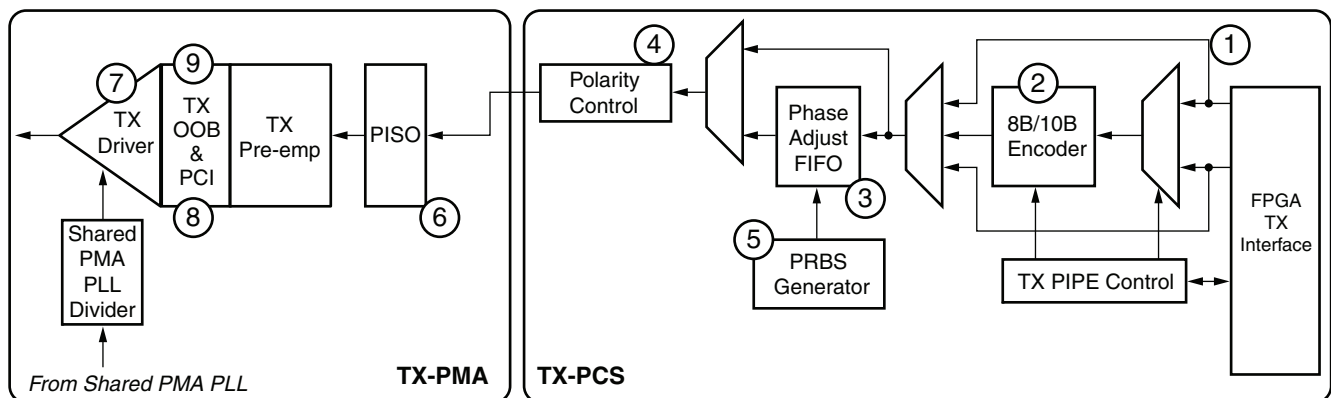 7
TX
Driver
9
TX
OOB
&
PCI
8
TX
Pre-emp
PISO
6
Shared
PMA
PLL
Divider
From Shared PMA PLL
TX-PMA
4
Polarity
Control
Phase
Adjust
FIFO
3
5
PRBS
Generator
2
8B/10B
Encoder
1
FPGA
TX
Interface
TX PIPE Control
TX-PCS